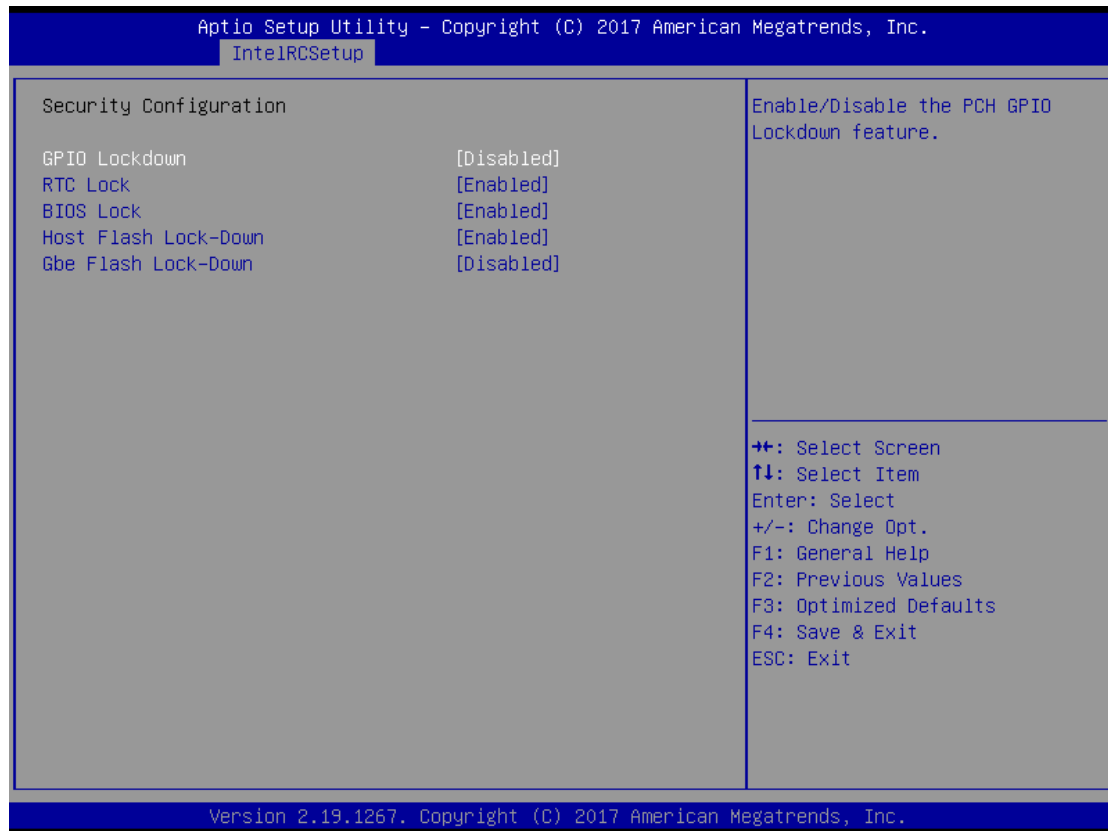 Aptio Setup Utility – Copyright (C) 2017 American Megatrends, Inc.
IntelRCSetup
Security Configuration
GPIO Lockdown [Disabled]
RTC Lock [Enabled]
BIOS Lock [Enabled]
Host Flash Lock-Down [Enabled]
Gbe Flash Lock-Down [Disabled]
Enable/Disable the PCH GPIO
Lockdown feature.
→←: Select Screen
↑↓: Select Item
Enter: Select
+/-: Change Opt.
F1: General Help
F2: Previous Values
F3: Optimized Defaults
F4: Save & Exit
ESC: Exit
Version 2.19.1267. Copyright (C) 2017 American Megatrends, Inc.